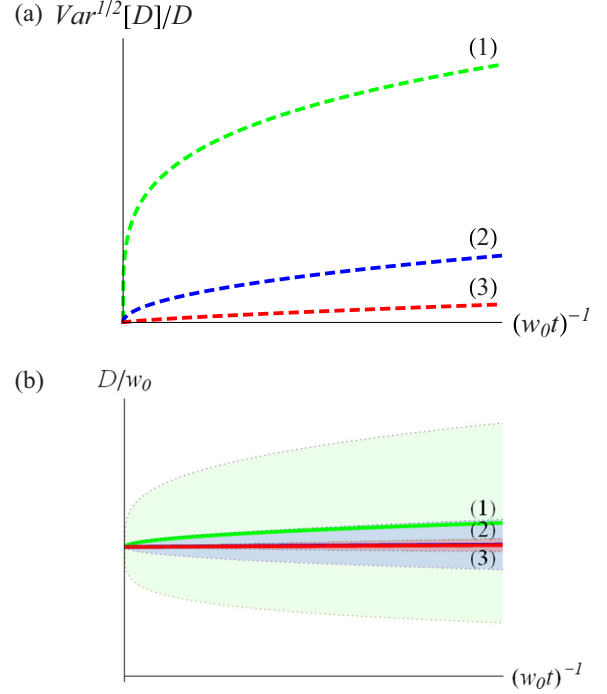 (a) Var^{1/2}[D]/D
(1)
(2)
(3)
(w_0t)^{-1}
(b) D/w_0
(1)
(2)
(3)
(w_0t)^{-1}